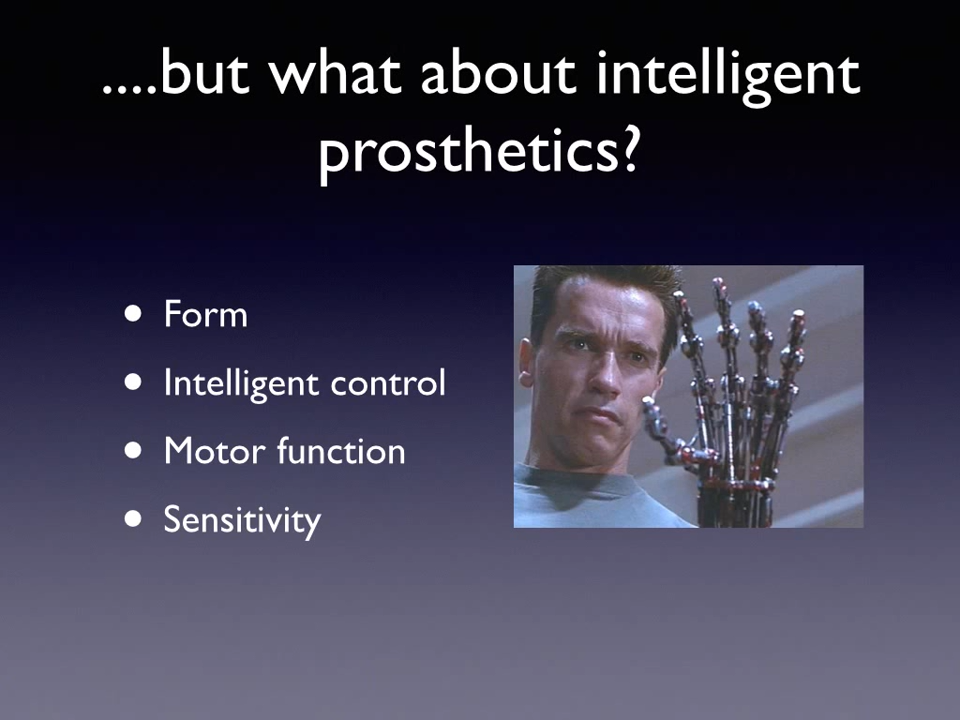 ....but what about intelligent
prosthetics?
• Form
• Intelligent control
• Motor function
• Sensitivity